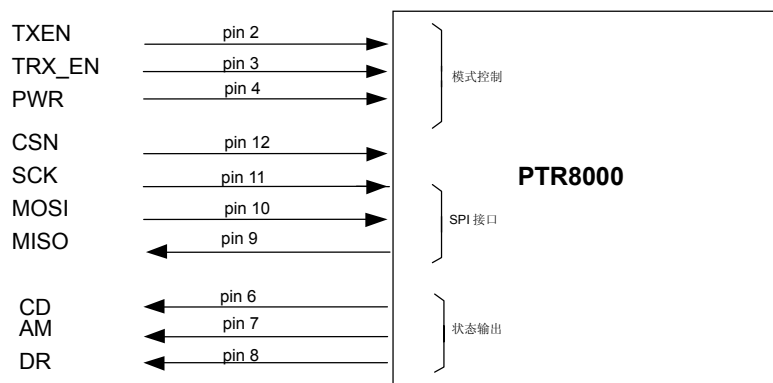 TXEN pin 2
TRX_EN pin 3
PWR pin 4
模式控制
CSN pin 12
SCK pin 11
MOSI pin 10
MISO pin 9
SPI 接口
PTR8000
CD pin 6
AM pin 7
DR pin 8
状态输出